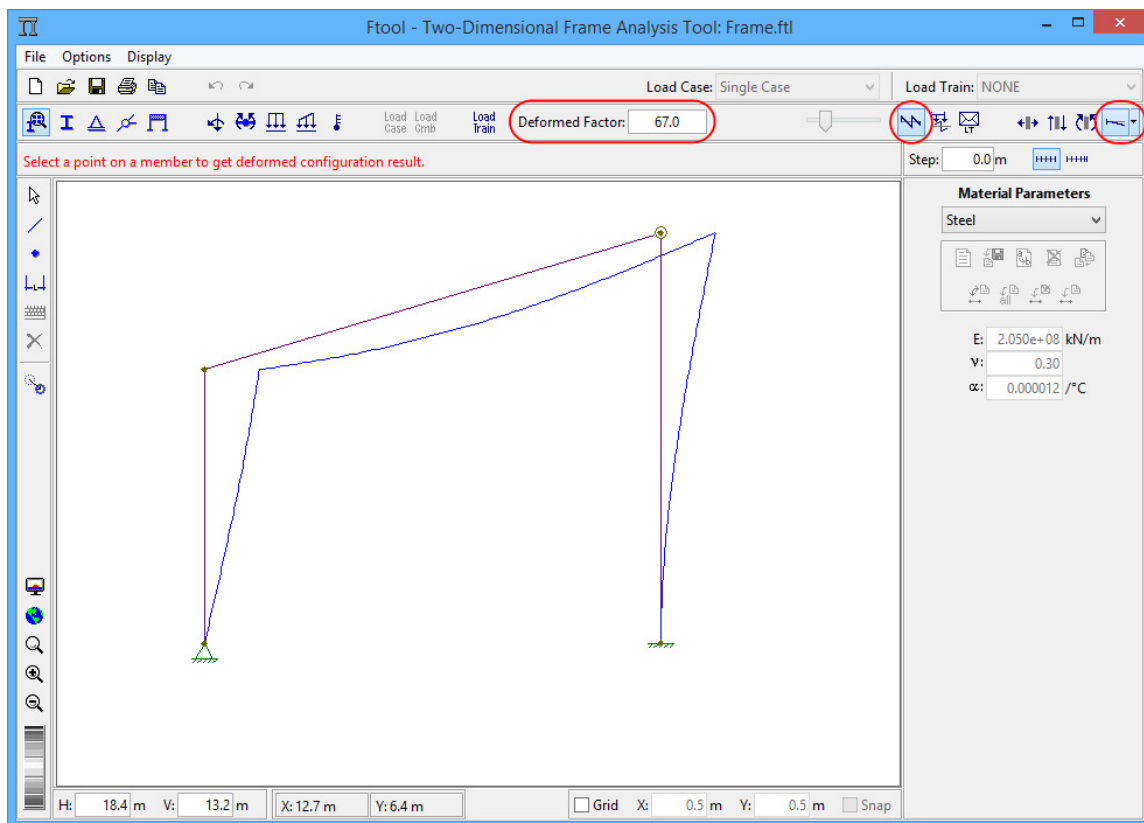 Ftool - Two-Dimensional Frame Analysis Tool: Frame.ftl
File Options Display
Load Case: Single Case Load Train: NONE
Load Case Load Cmb Load Train Deformed Factor: 67.0 LT
Select a point on a member to get deformed configuration result. Step: 0.0 m
Material Parameters
Steel
all
E: 2.050e+08 kN/m
ν: 0.30
α: 0.000012 /°C
H: 18.4 m V: 13.2 m X: 12.7 m Y: 6.4 m Grid X: 0.5 m Y: 0.5 m Snap